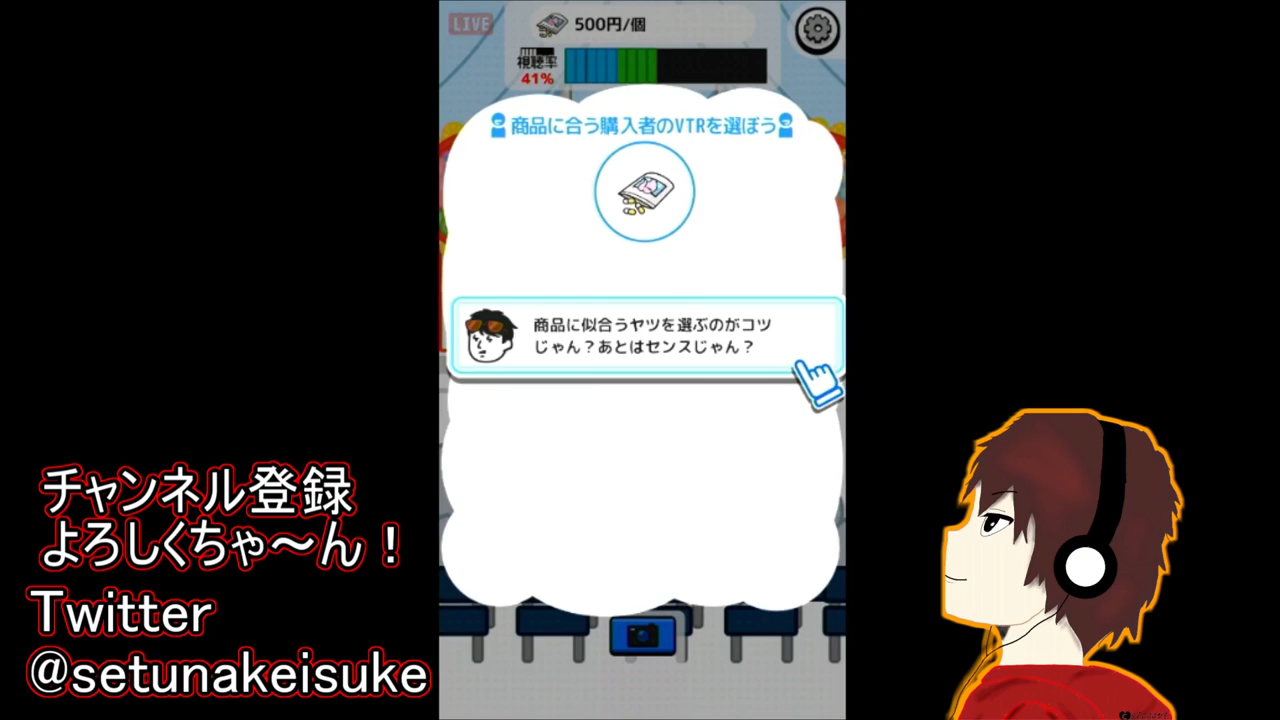 LIVE
500円/個
視聴率
41%
商品に合う購入者のVTRを選ぼう
商品に似合うヤツを選ぶのがコツ
じゃん？あとはセンスじゃん？
チャンネル登録
よろしくちゃ～ん！
Twitter
@setunakeisuke